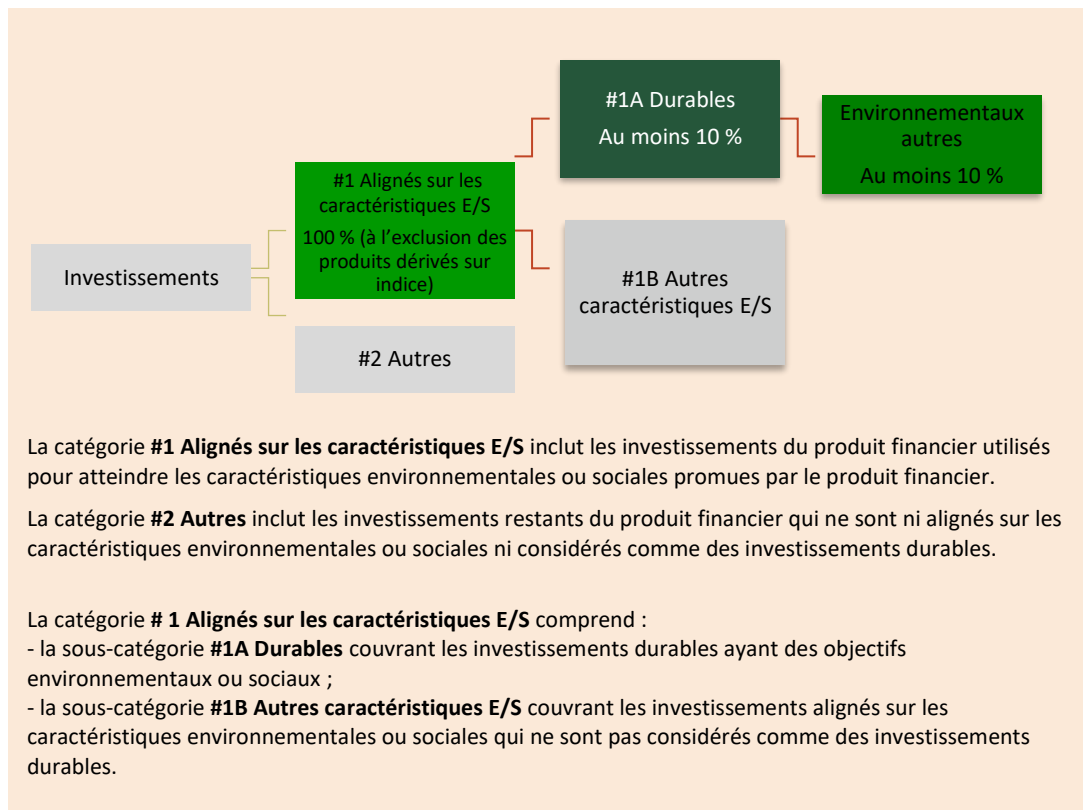 #1A Durables
Au moins 10 %
Environnementaux
autres
Au moins 10 %
#1 Alignés sur les
caractéristiques E/S
100 % (à l’exclusion des
produits dérivés sur
indice)
Investissements
#1B Autres
caractéristiques E/S
#2 Autres
La catégorie #1 Alignés sur les caractéristiques E/S inclut les investissements du produit financier utilisés
pour atteindre les caractéristiques environnementales ou sociales promues par le produit financier.
La catégorie #2 Autres inclut les investissements restants du produit financier qui ne sont ni alignés sur les
caractéristiques environnementales ou sociales ni considérés comme des investissements durables.
La catégorie # 1 Alignés sur les caractéristiques E/S comprend :
- la sous-catégorie #1A Durables couvrant les investissements durables ayant des objectifs
environnementaux ou sociaux ;
- la sous-catégorie #1B Autres caractéristiques E/S couvrant les investissements alignés sur les
caractéristiques environnementales ou sociales qui ne sont pas considérés comme des investissements
durables.